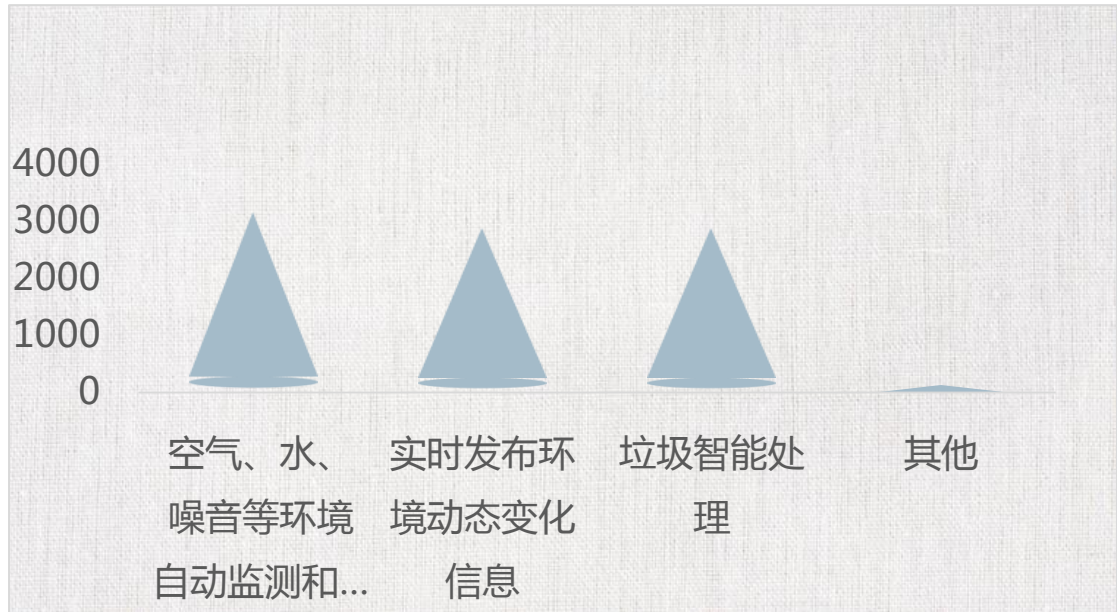 4000
3000
2000
1000
0
空气、水、
噪音等环境
自动监测和...
实时发布环
境动态变化
信息
垃圾智能处
理
其他